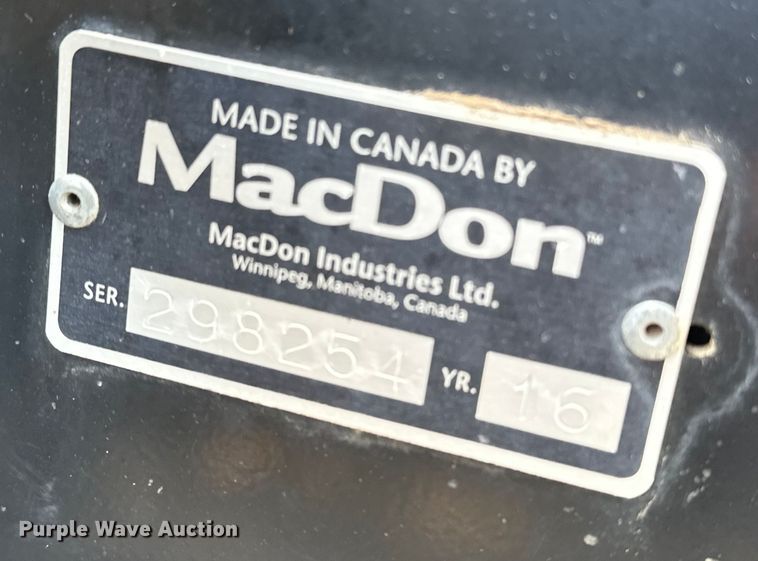 MADE IN CANADA BY
MacDon™
MacDon Industries Ltd.
Winnipeg, Manitoba, Canada
SER. 298254 YR. 16
Purple Wave Auction